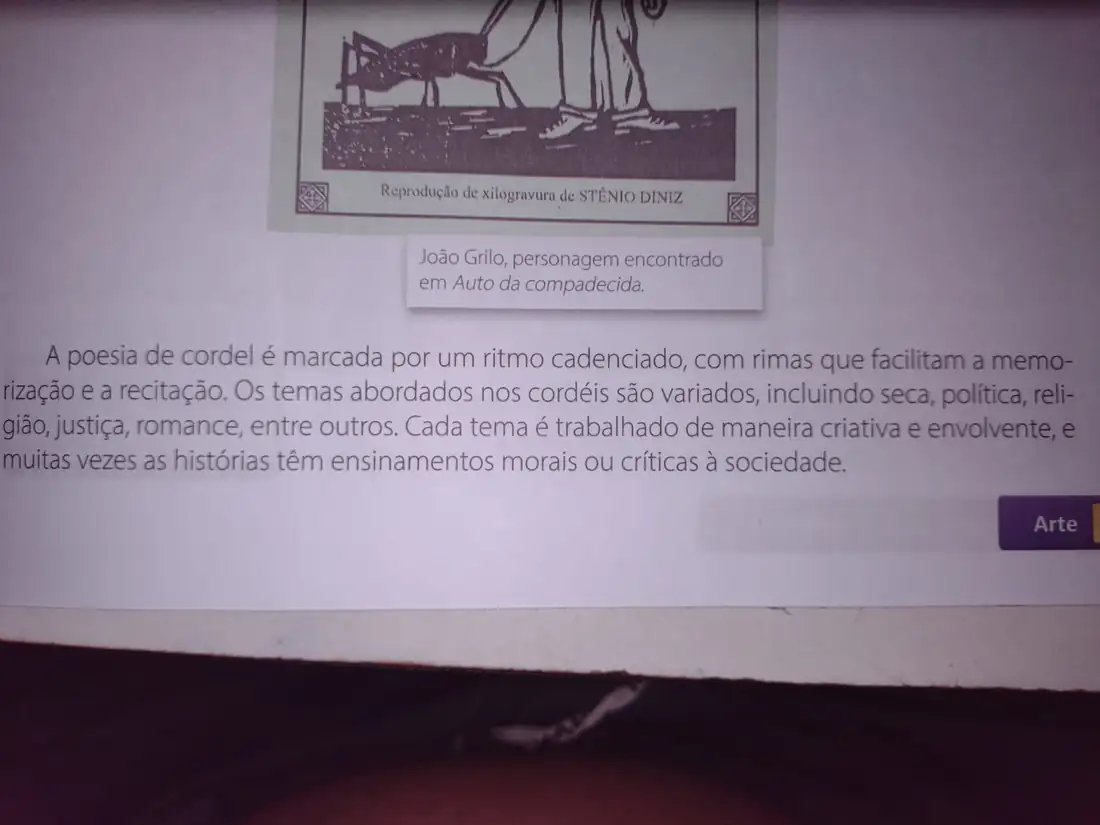 Reprodução de xilogravura de STÊNIO DINIZ
João Grilo, personagem encontrado
em Auto da compadecida.
A poesia de cordel é marcada por um ritmo cadenciado, com rimas que facilitam a memo-
rização e a recitação. Os temas abordados nos cordéis são variados, incluindo seca, política, reli-
gião, justiça, romance, entre outros. Cada tema é trabalhado de maneira criativa e envolvente, e
muitas vezes as histórias têm ensinamentos morais ou críticas à sociedade.
Arte